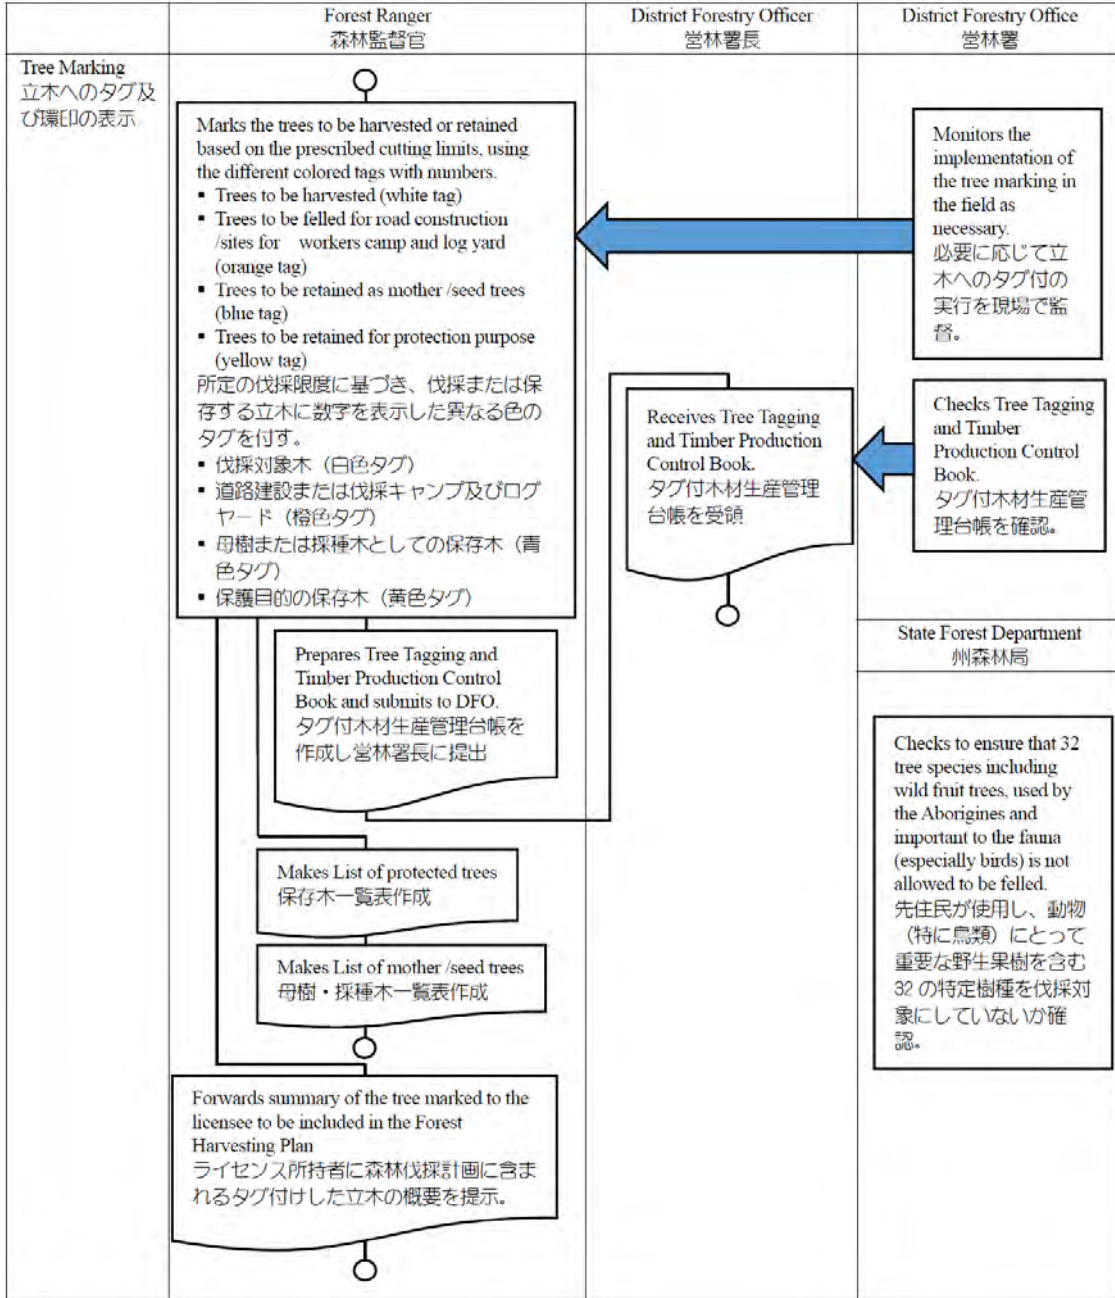 Forest Ranger
森林監督官
District Forestry Officer
営林署長
District Forestry Office
営林署
Tree Marking
立木へのタグ及
び環印の表示
Marks the trees to be harvested or retained
based on the prescribed cutting limits, using
the different colored tags with numbers.
▪ Trees to be harvested (white tag)
▪ Trees to be felled for road construction
/sites for workers camp and log yard
(orange tag)
▪ Trees to be retained as mother /seed trees
(blue tag)
▪ Trees to be retained for protection purpose
(yellow tag)
所定の伐採限度に基づき、伐採または保
存する立木に数字を表示した異なる色の
タグを付す。
▪ 伐採対象木（白色タグ）
▪ 道路建設または伐採キャンプ及びログ
ヤード（橙色タグ）
▪ 母樹または採種木としての保存木（青
色タグ）
▪ 保護目的の保存木（黄色タグ）
Monitors the
implementation of
the tree marking in
the field as
necessary.
必要に応じて立
木へのタグ付の
実行を現場で監
督。
Receives Tree Tagging
and Timber Production
Control Book.
タグ付木材生産管理
台帳を受領
Checks Tree Tagging
and Timber
Production Control
Book.
タグ付木材生産管
理台帳を確認。
Prepares Tree Tagging and
Timber Production Control
Book and submits to DFO.
タグ付木材生産管理台帳を
作成し営林署長に提出
State Forest Department
州森林局
Checks to ensure that 32
tree species including
wild fruit trees, used by
the Aborigines and
important to the fauna
(especially birds) is not
allowed to be felled.
先住民が使用し、動物
（特に鳥類）にとって
重要な野生果樹を含む
32 の特定樹種を伐採対
象にしていないか確
認。
Makes List of protected trees
保存木一覧表作成
Makes List of mother /seed trees
母樹・採種木一覧表作成
Forwards summary of the tree marked to the
licensee to be included in the Forest
Harvesting Plan
ライセンス所持者に森林伐採計画に含ま
れるタグ付けした立木の概要を提示。